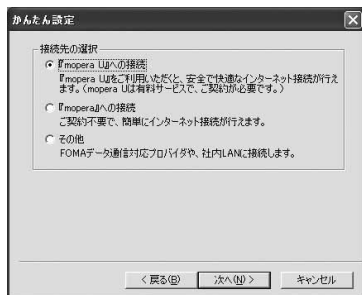 かんたん設定
接続先の選択
『mopera U』への接続
『mopera U』をご利用いただくと、安全で快適なインターネット接続が行え
ます。(mopera Uは有料サービスで、ご契約が必要です。)
『mopera』への接続
ご契約不要で、簡単にインターネット接続が行えます。
その他
FOMAデータ通信対応プロバイダや、社内LANに接続します。
< 戻る(B) 次へ(N) > キャンセル